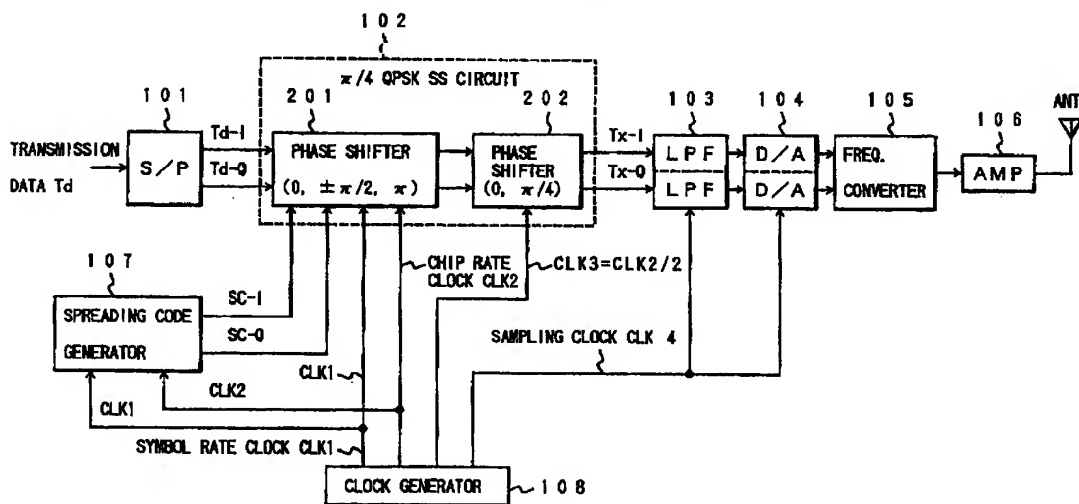 102
π/4 QPSK SS CIRCUIT
101
201
202
103
104
105
106
ANT
Td-I
Td-Q
Tx-I
Tx-Q
TRANSMISSION
DATA Td
S/P
PHASE SHIFTER
(0, ±π/2, π)
PHASE
SHIFTER
(0, π/4)
LPF
LPF
D/A
D/A
FREQ.
CONVERTER
AMP
107
SPREADING CODE
GENERATOR
SC-I
SC-Q
CHIP RATE
CLOCK CLK2
CLK3=CLK2/2
SAMPLING CLOCK CLK 4
CLK1
CLK1
CLK2
SYMBOL RATE CLOCK CLK1
CLOCK GENERATOR
108